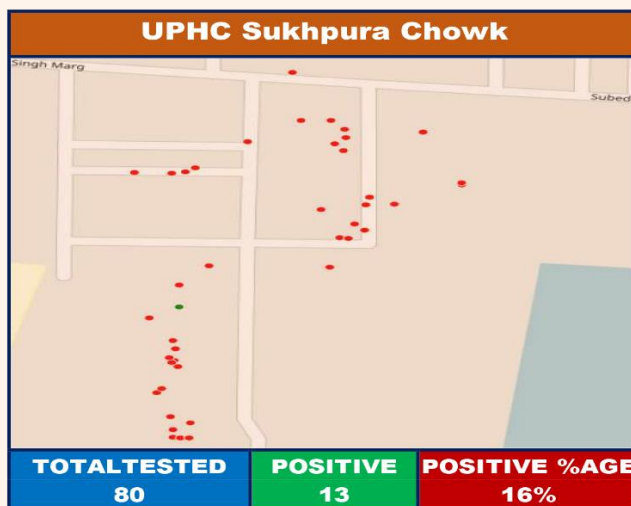 UPHC Sukhpura Chowk
Singh Marg
Subed
TOTALTESTED POSITIVE POSITIVE %AGE
80 13 16%